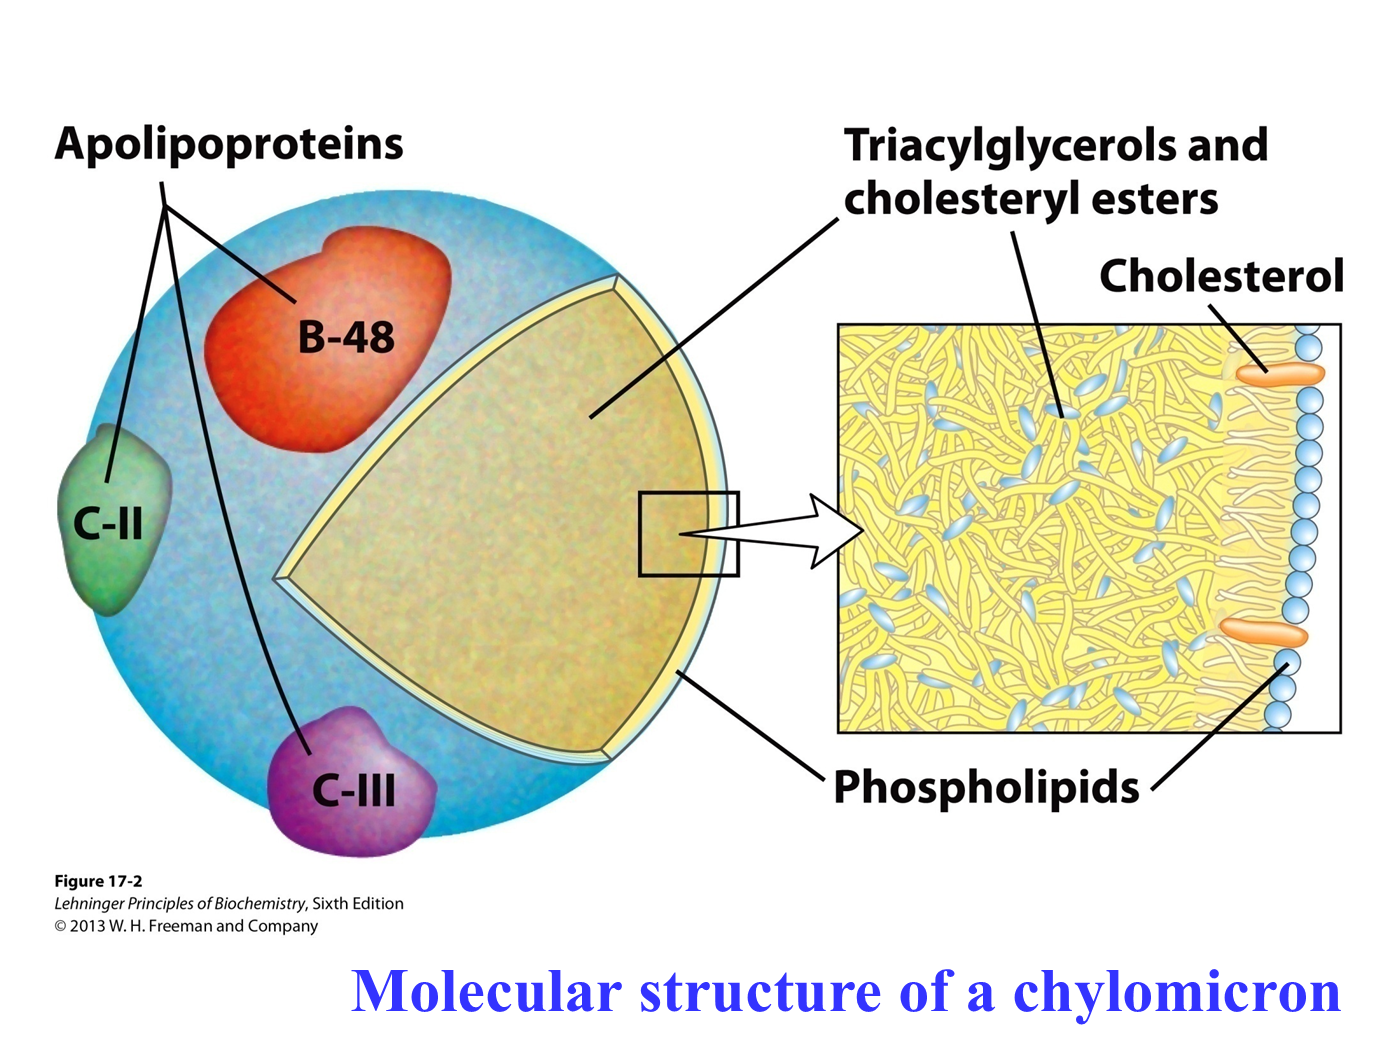 Apolipoproteins
Triacylglycerols and
cholesteryl esters
Cholesterol
B-48
C-II
C-III
Phospholipids
Figure 17-2
Lehninger Principles of Biochemistry, Sixth Edition
© 2013 W. H. Freeman and Company
Molecular structure of a chylomicron